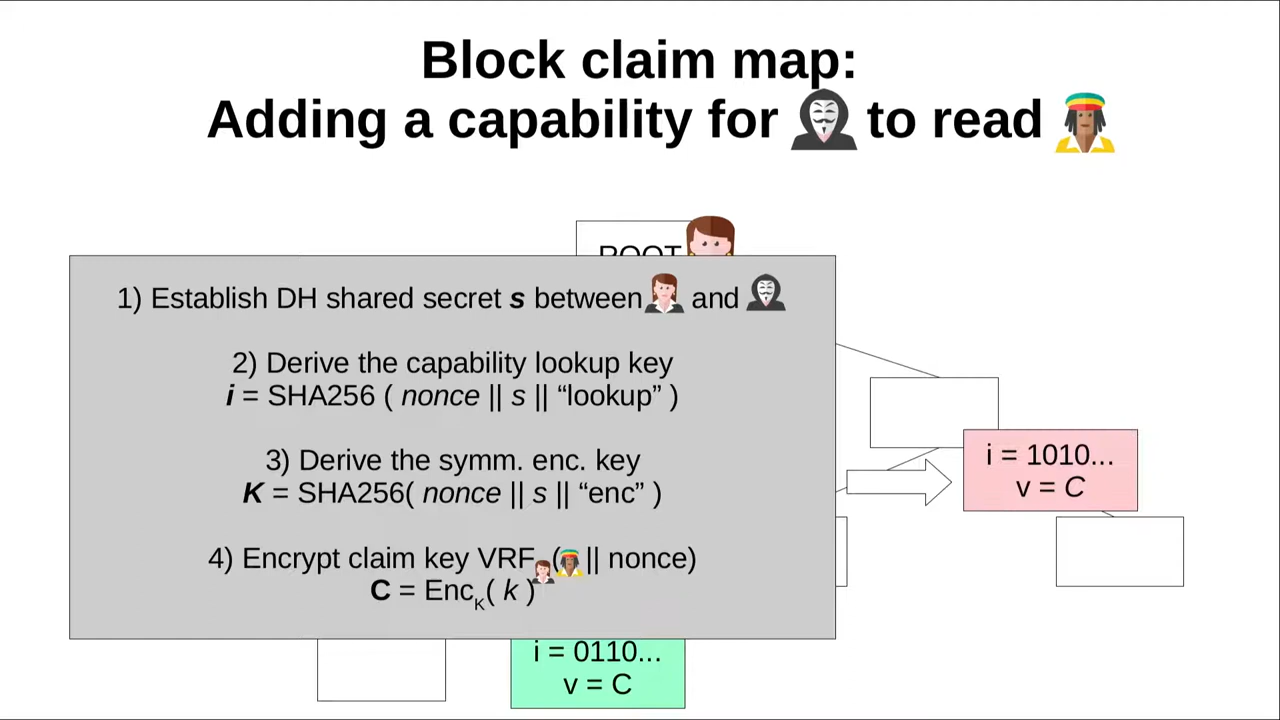 Block claim map:
Adding a capability for to read
ROOT
1) Establish DH shared secret s between and
2) Derive the capability lookup key
i = SHA256 ( nonce || s || “lookup” )
3) Derive the symm. enc. key
K = SHA256( nonce || s || “enc” )
4) Encrypt claim key VRF ( || nonce)
C = EncK( k )
i = 1010...
v = C
i = 0110...
v = C